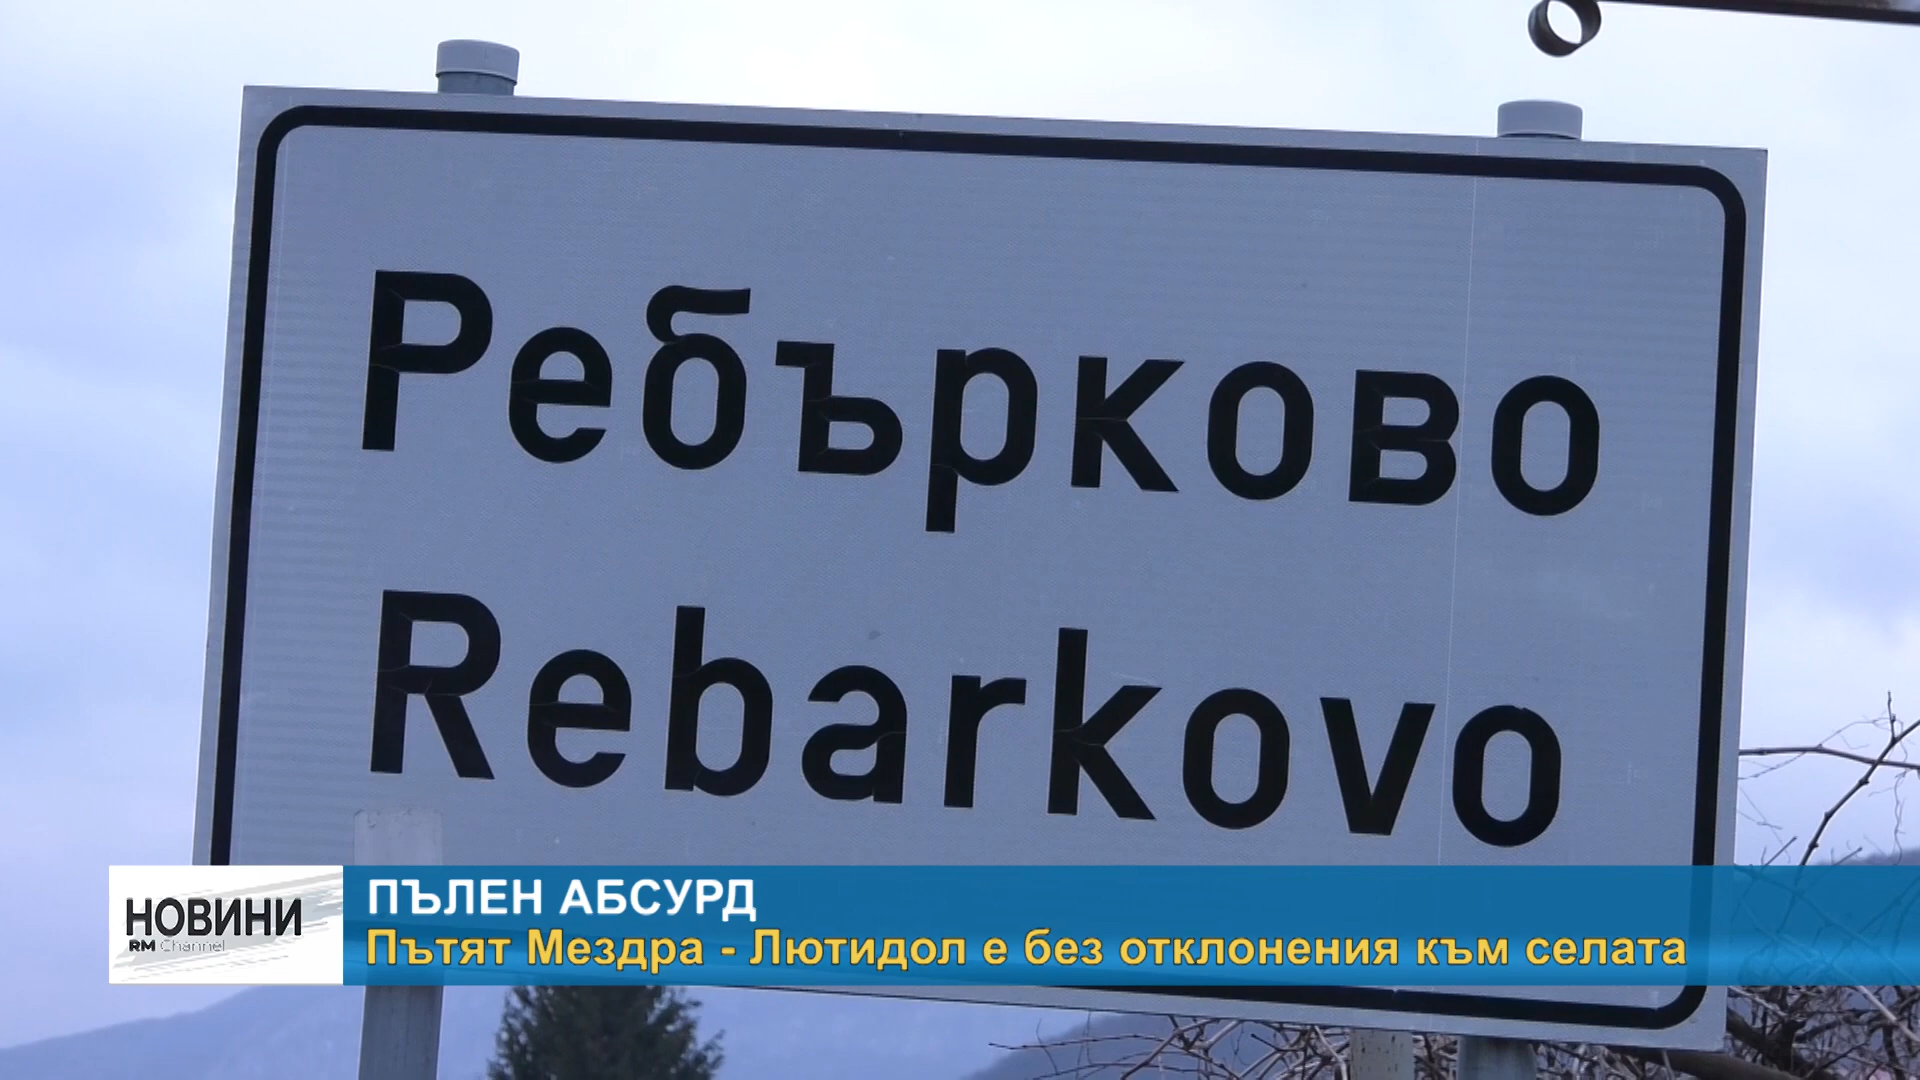 Ребърково
Rebarkovo
НОВИНИ
RM Channel
ПЪЛЕН АБСУРД
Пътят Мездра - Лютидол е без отклонения към селата